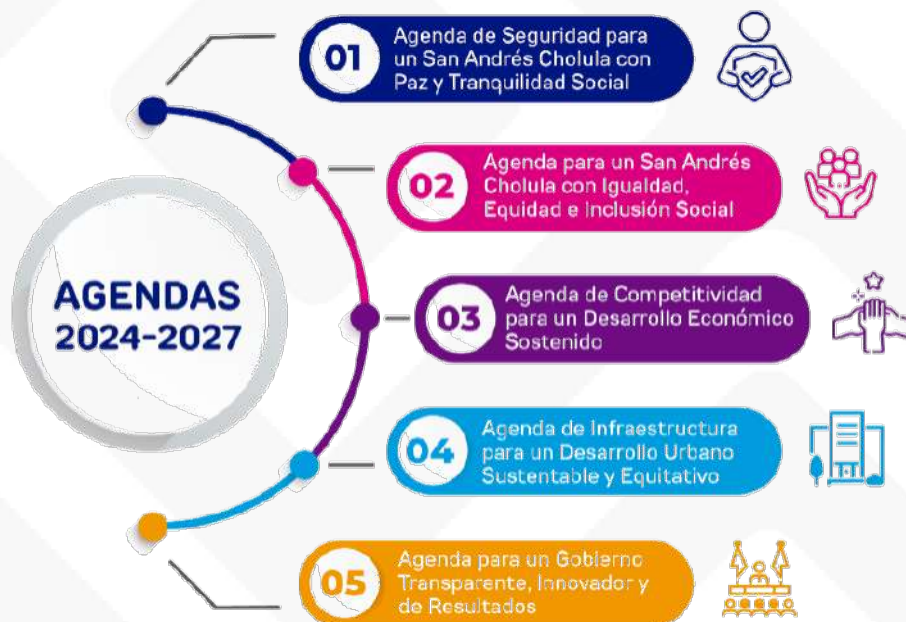 01
Agenda de Seguridad para
un San Andrés Cholula con
Paz y Tranquilidad Social
02
Agenda para un San Andrés
Cholula con Igualdad,
Equidad e Inclusión Social
AGENDAS
2024-2027
03
Agenda de Competitividad
para un Desarrollo Económico
Sostenido
04
Agenda de Infraestructura
para un Desarrollo Urbano
Sustentable y Equitativo
05
Agenda para un Gobierno
Transparente, Innovador y
de Resultados